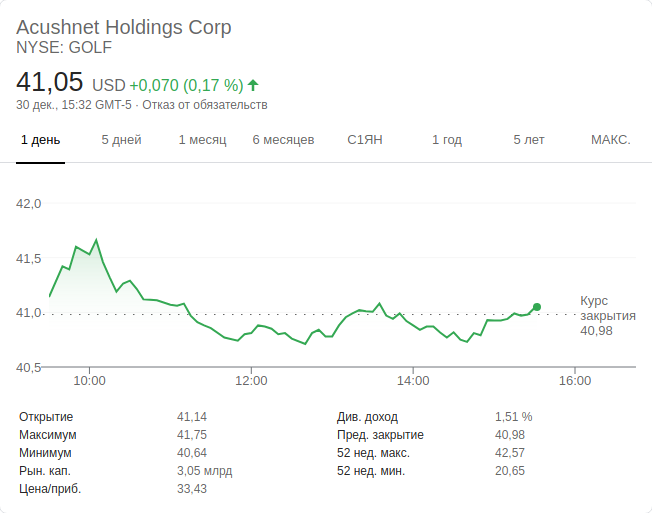 Acushnet Holdings Corp
NYSE: GOLF
41,05 USD +0,070 (0,17 %)
30 дек., 15:32 GMT-5 · Отказ от обязательств
1 день 5 дней 1 месяц 6 месяцев С1ЯН 1 год 5 лет МАКС.
42,0
41,5
41,0
40,5
Курс
закрытия
40,98
10:00 12:00 14:00 16:00
Открытие 41,14 Див. доход 1,51 %
Максимум 41,75 Пред. закрытие 40,98
Минимум 40,64 52 нед. макс. 42,57
Рын. кап. 3,05 млрд 52 нед. мин. 20,65
Цена/приб. 33,43